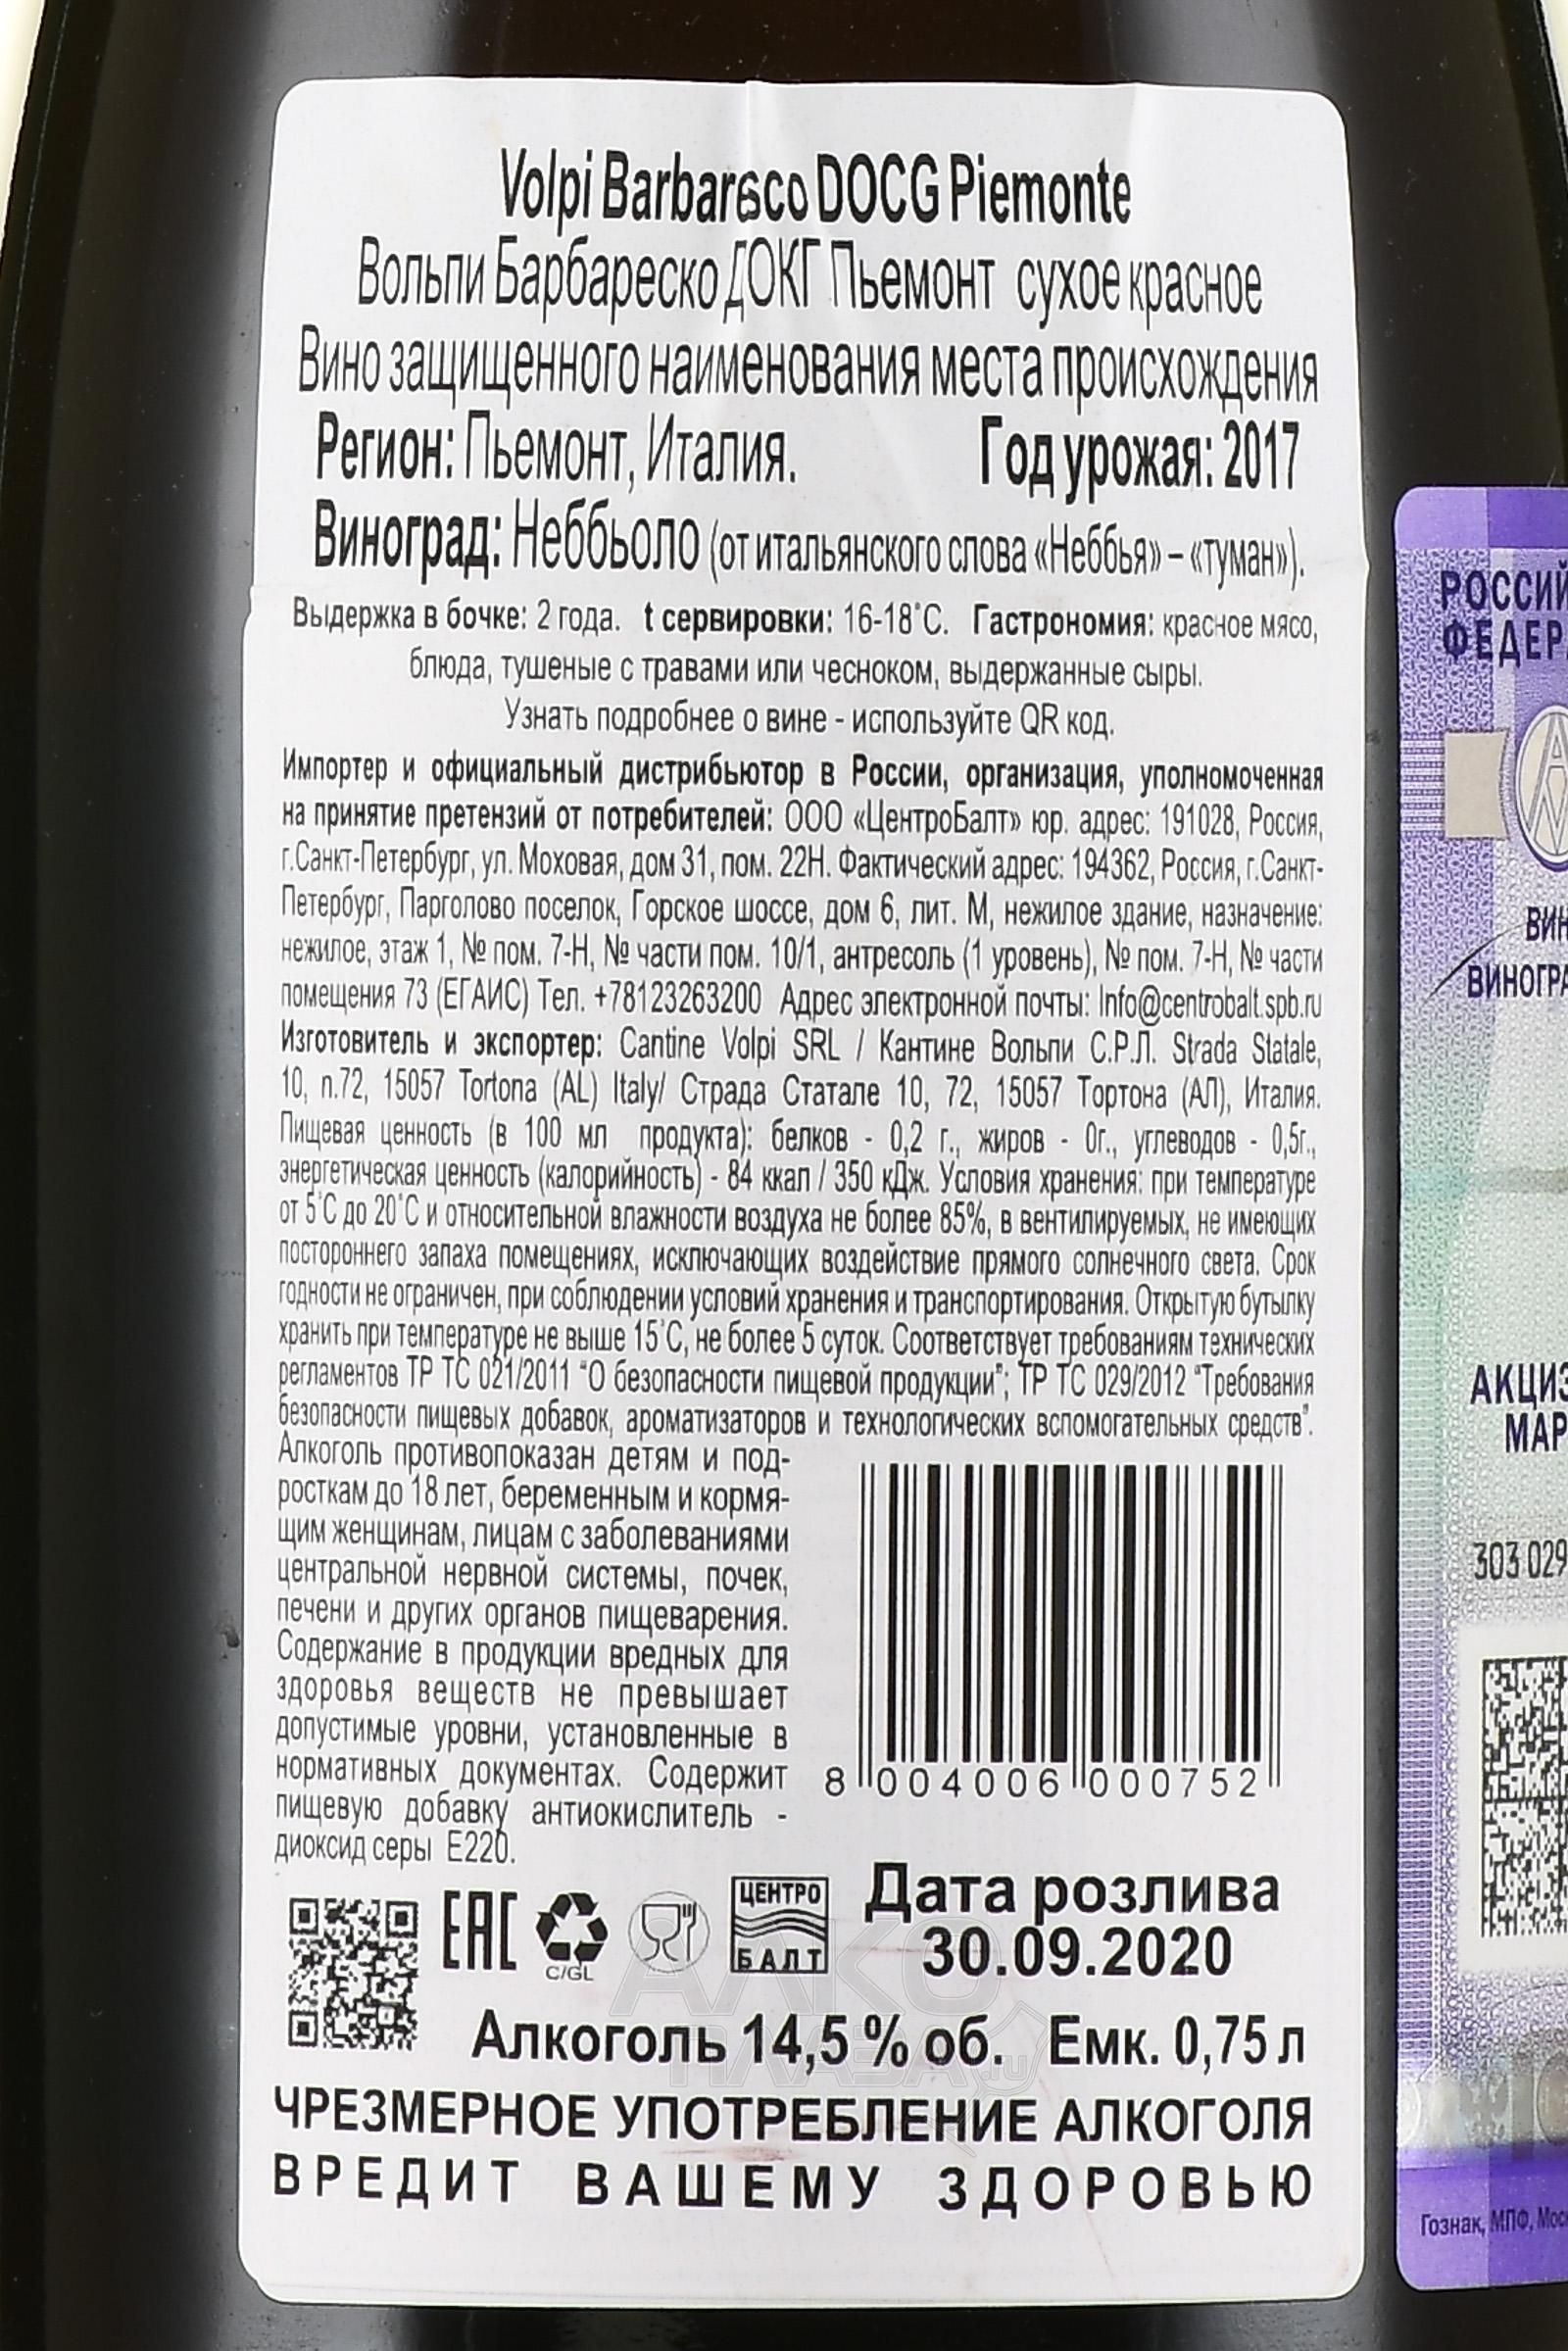 Volpi Barbaresco DOCG Piemonte
Вольпи Барбареско ДОКГ Пьемонт сухое красное
Вино защищенного наименования места происхождения
Регион: Пьемонт, Италия. Год урожая: 2017
Виноград: Неббьоло (от итальянского слова «Неббья» – «туман»).
Выдержка в бочке: 2 года. t сервировки: 16-18°С. Гастрономия: красное мясо,
блюда, тушеные с травами или чесноком, выдержанные сыры.
Узнать подробнее о вине - используйте QR код.
Импортер и официальный дистрибьютор в России, организация, уполномоченная
на принятие претензий от потребителей: ООО «ЦентроБалт» юр. адрес: 191028, Россия,
г.Санкт-Петербург, ул. Моховая, дом 31, пом. 22Н. Фактический адрес: 194362, Россия, г.Санкт-
Петербург, Парголово поселок, Горское шоссе, дом 6, лит. М, нежилое здание, назначение:
нежилое, этаж 1, № пом. 7-Н, № части пом. 10/1, антресоль (1 уровень), № пом. 7-Н, № части
помещения 73 (ЕГАИС) Тел. +78123263200 Адрес электронной почты: Info@centrobalt.spb.ru
Изготовитель и экспортер: Cantine Volpi SRL / Кантине Вольпи С.Р.Л. Strada Statale,
10, n.72, 15057 Tortona (AL) Italy/ Страда Статале 10, 72, 15057 Тортона (АЛ), Италия.
Пищевая ценность (в 100 мл продукта): белков - 0,2 г., жиров - 0г., углеводов - 0,5г.,
энергетическая ценность (калорийность) - 84 ккал / 350 кДж. Условия хранения: при температуре
от 5°С до 20°С и относительной влажности воздуха не более 85%, в вентилируемых, не имеющих
постороннего запаха помещениях, исключающих воздействие прямого солнечного света. Срок
годности не ограничен, при соблюдении условий хранения и транспортирования. Открытую бутылку
хранить при температуре не выше 15°С, не более 5 суток. Соответствует требованиям технических
регламентов ТР ТС 021/2011 "О безопасности пищевой продукции"; ТР ТС 029/2012 "Требования
безопасности пищевых добавок, ароматизаторов и технологических вспомогательных средств".
Алкоголь противопоказан детям и под-
росткам до 18 лет, беременным и кормя-
щим женщинам, лицам с заболеваниями
центральной нервной системы, почек,
печени и других органов пищеварения.
Содержание в продукции вредных для
здоровья веществ не превышает
допустимые уровни, установленные в
нормативных документах. Содержит
пищевую добавку антиокислитель -
диоксид серы Е220.
8 004006 000752
EAC
C/GL
ЦЕНТРО
БАЛТ
Дата розлива
30.09.2020
Алкоголь 14,5 % об. Емк. 0,75 л
ЧРЕЗМЕРНОЕ УПОТРЕБЛЕНИЕ АЛКОГОЛЯ
ВРЕДИТ ВАШЕМУ ЗДОРОВЬЮ
АЛКО
ПЛАЗА.ru
РОССИЙ
ФЕДЕР
ВИН
ВИНОГРА
АКЦИЗ
МАР
303 029
Гознак, МПФ, Мос